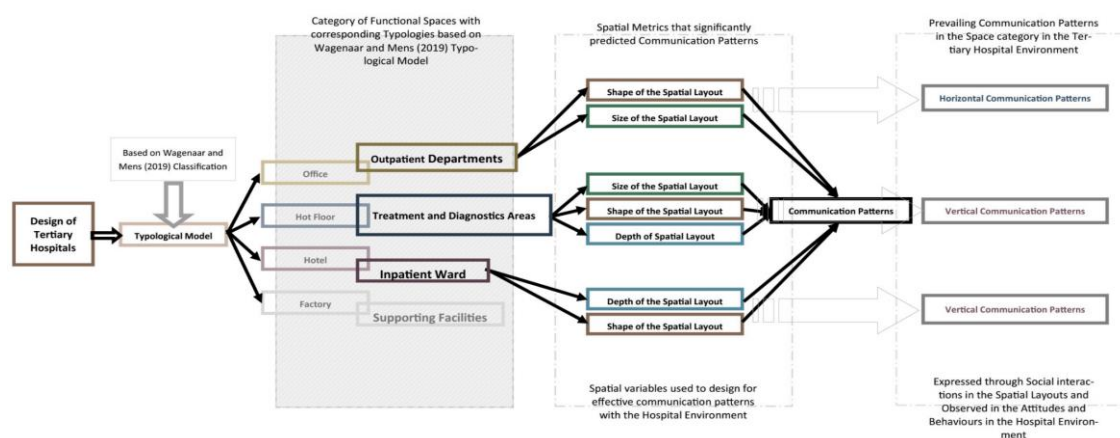 Category of Functional Spaces with
corresponding Typologies based on
Wagenaar and Mens (2019) Typo-
logical Model
Spatial Metrics that significantly
predicted Communication Patterns
Prevailing Communication Patterns
in the Space category in the Ter-
tiary Hospital Environment
Based on Wagenaar and
Mens (2019) Classification
Design of
Tertiary
Hospitals
Typological Model
Office
Hot Floor
Hotel
Factory
Outpatient Departments
Treatment and Diagnostics Areas
Inpatient Ward
Supporting Facilities
Shape of the Spatial Layout
Size of the Spatial Layout
Size of the Spatial Layout
Shape of the Spatial Layout
Depth of Spatial Layout
Depth of the Spatial Layout
Shape of the Spatial Layout
Communication Patterns
Horizontal Communication Patterns
Vertical Communication Patterns
Vertical Communication Patterns
Spatial variables used to design for
effective communication patterns
with the Hospital Environment
Expressed through Social interac-
tions in the Spatial Layouts and
Observed in the Attitudes and
Behaviours in the Hospital Environ-
ment